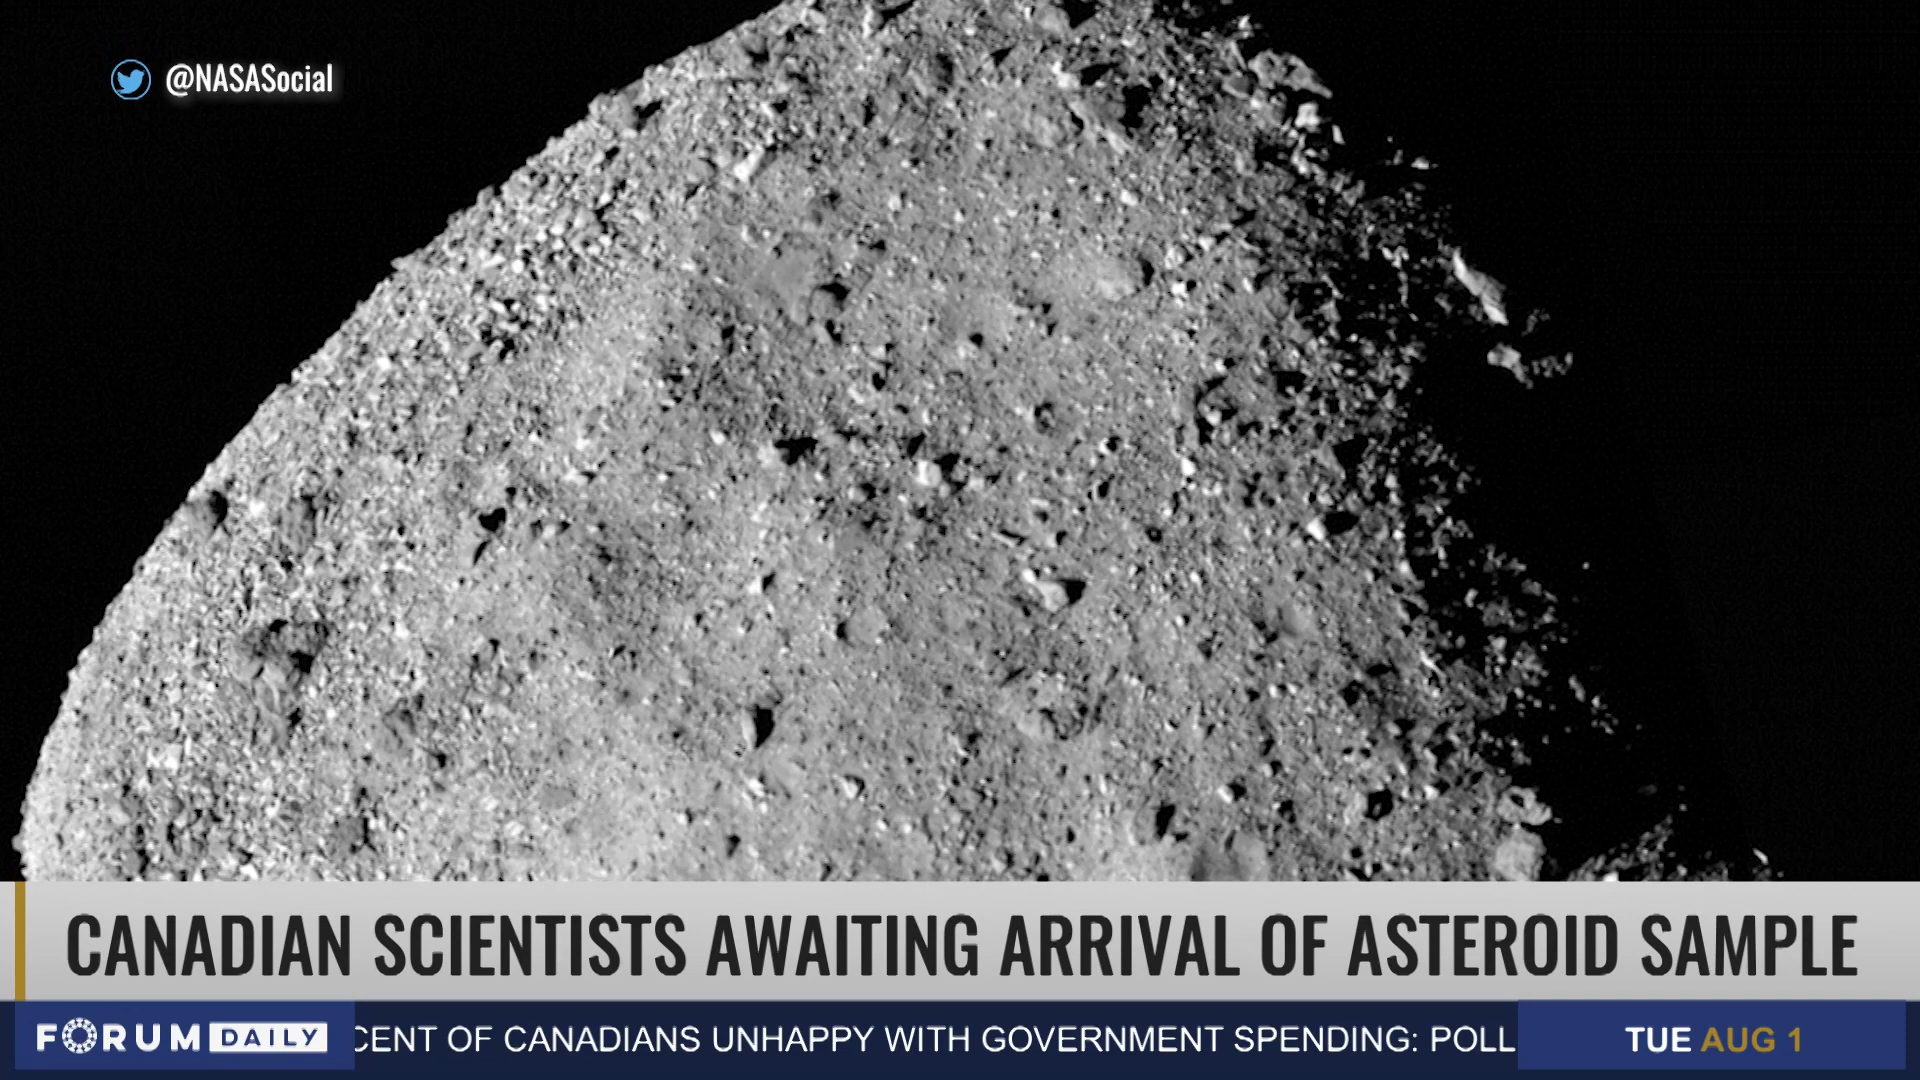 @NASASocial
CANADIAN SCIENTISTS AWAITING ARRIVAL OF ASTEROID SAMPLE
FORUM DAILY
CENT OF CANADIANS UNHAPPY WITH GOVERNMENT SPENDING: POLL
TUE AUG 1